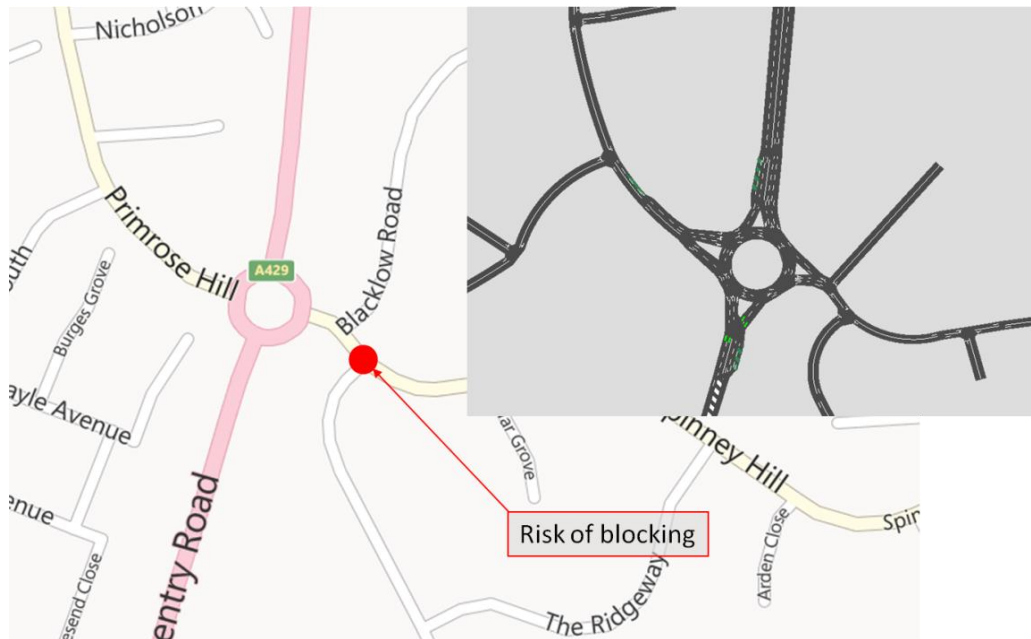 Nicholson
Primrose Hill
A429
Blacklow Road
uth
Burges Grove
ayle Avenue
enue
esend Close
entry Road
ar Grove
pinney Hill
Spin
Arden Close
Risk of blocking
The Ridgeway